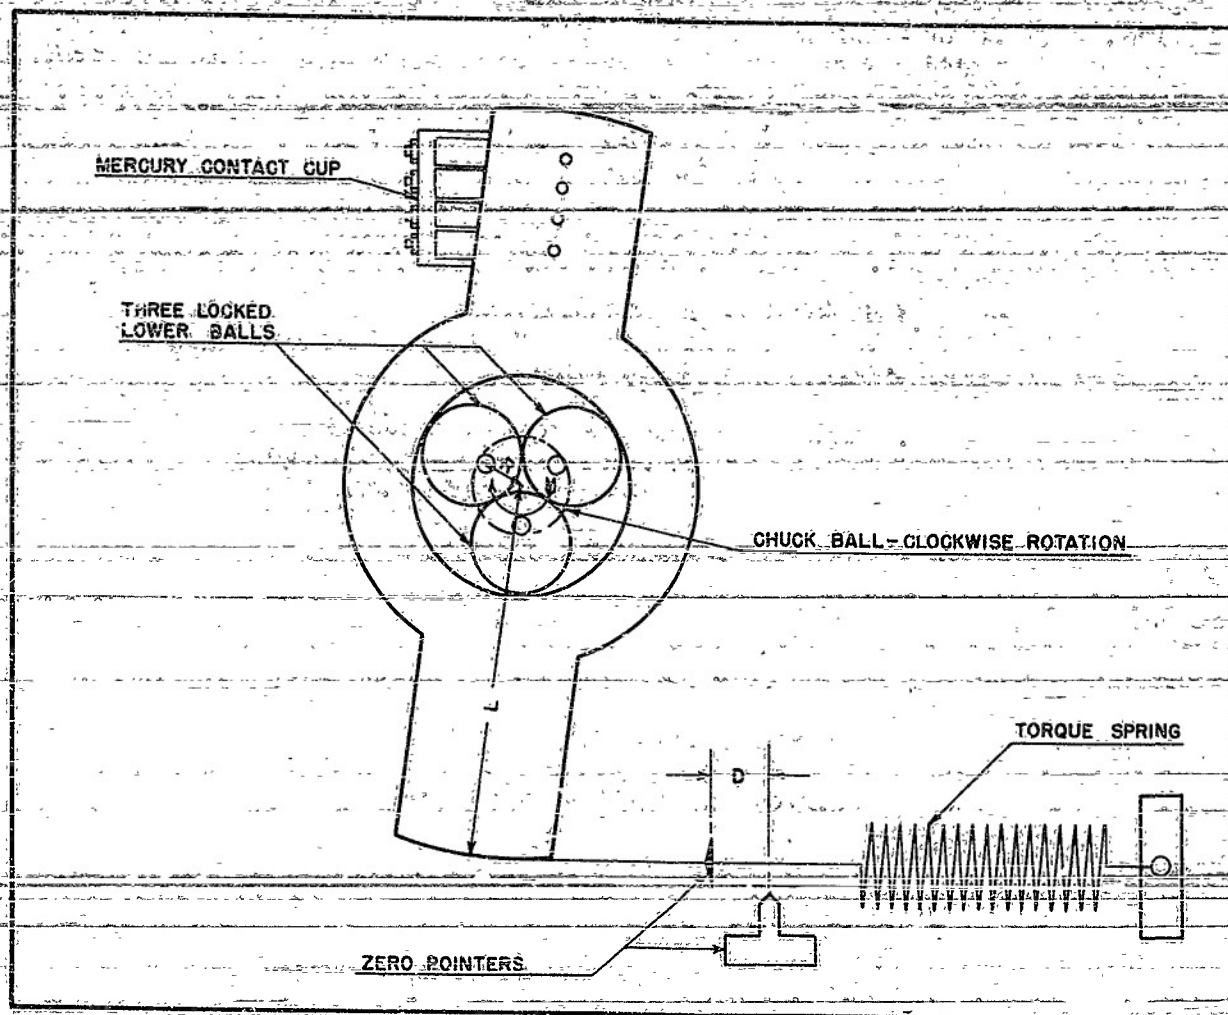 MERCURY CONTACT CUP
THREE LOCKED
LOWER BALLS
R
CHUCK BALL-CLOCKWISE ROTATION
L
TORQUE SPRING
D
ZERO POINTERS